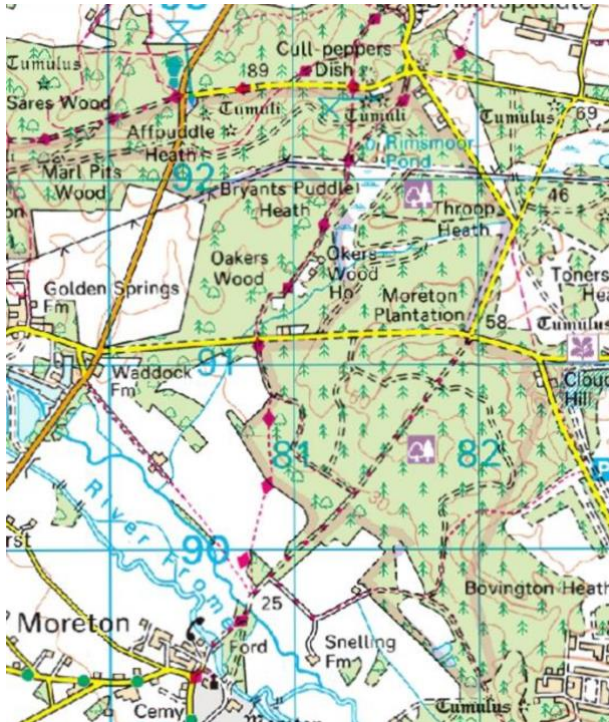 Tumulus
Cull-peppers
Dish
89
Sares Wood
Tumuli
Tumuli
Tumulus
69
Affpuddle
Heath
Rimsmoor
Pond
Marl Pits
Wood
92
Bryants Puddle
Heath
Throop
Heath
46
Oakers
Wood
Okers
Wood
Ho
Golden Springs
Fm
Moreton
Plantation
Toners
He
58
Tumulus
91
Waddock
Fm
Cloud
Hill
81
82
30
River Frome
90
rst
25
Bovington Heath
Moreton
Ford
Snelling
Fm
Cemy
Tumulus